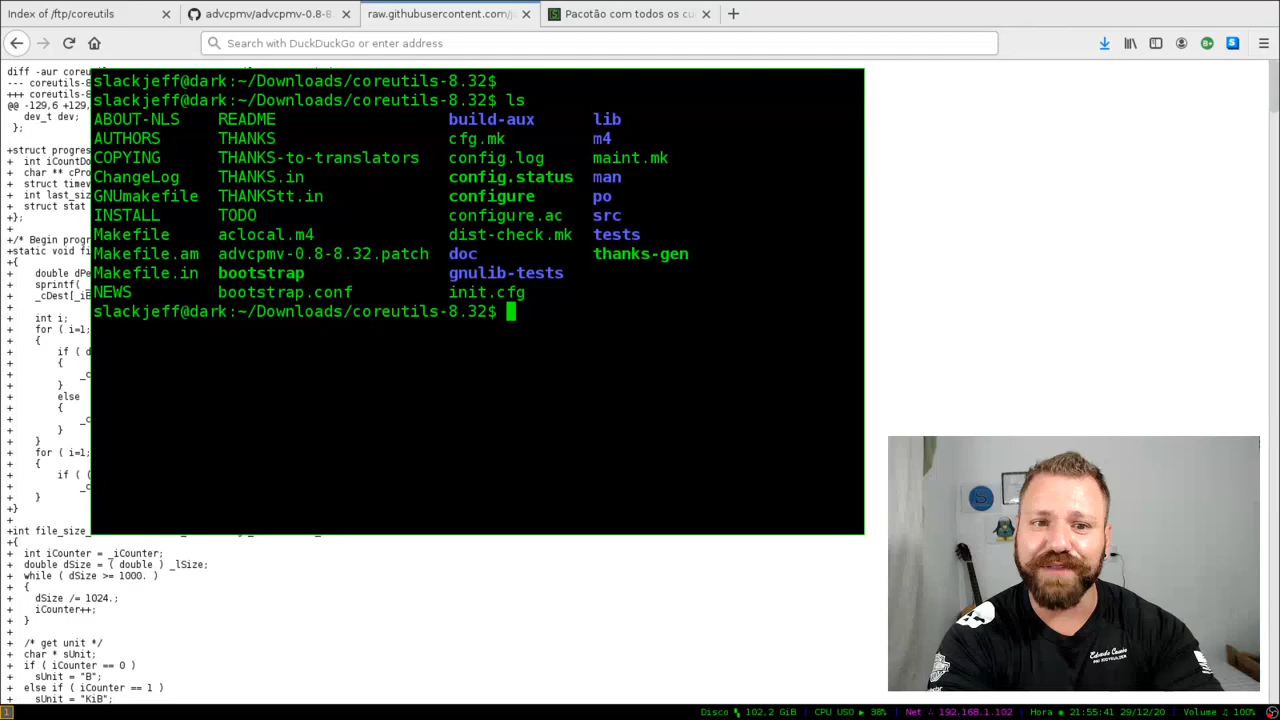 Index of /ftp/coreutils
advcpmv/advcpmv-0.8-8.
raw.githubusercontent.com/
Pacotão com todos os cu
Search with DuckDuckGo or enter address
diff -aur coreu
--- coreutils-8
+++ coreutils-8
@@ -129,6 +129,
dev_t dev;
};
+struct progres
+ int iCountDo
+ char ** cPro
+ struct timev
+ int last_siz
+ struct stat
+};
+
+/* Begin progr
+static void fi
+{
+ double dPe
+ sprintf(
+ _cDest[_iE
+
+ int i;
+ for ( i=1;
+ {
+ if ( d
+ {
+ _c
+ }
+ else
+ {
+ _c
+ }
+ }
+ for ( i=1;
+ {
+ if ( (
+ _c
+ }
+}
+
+int file_size_
+{
+ int iCounter = _iCounter;
+ double dSize = ( double ) _lSize;
+ while ( dSize >= 1000. )
+ {
+ dSize /= 1024.;
+ iCounter++;
+ }
+
+ /* get unit */
+ char * sUnit;
+ if ( iCounter == 0 )
+ sUnit = "B";
+ else if ( iCounter == 1 )
+ sUnit = "KiB";
slackjeff@dark:~/Downloads/coreutils-8.32$
slackjeff@dark:~/Downloads/coreutils-8.32$ ls
ABOUT-NLS README build-aux lib
AUTHORS THANKS cfg.mk m4
COPYING THANKS-to-translators config.log maint.mk
ChangeLog THANKS.in config.status man
GNUmakefile THANKStt.in configure po
INSTALL TODO configure.ac src
Makefile aclocal.m4 dist-check.mk tests
Makefile.am advcpmv-0.8-8.32.patch doc thanks-gen
Makefile.in bootstrap gnulib-tests
NEWS bootstrap.conf init.cfg
slackjeff@dark:~/Downloads/coreutils-8.32$
1
Disco 102,2 GiB CPU USO 38% Net 192.168.1.102 Hora 21:55:41 29/12/20 Volume 100%